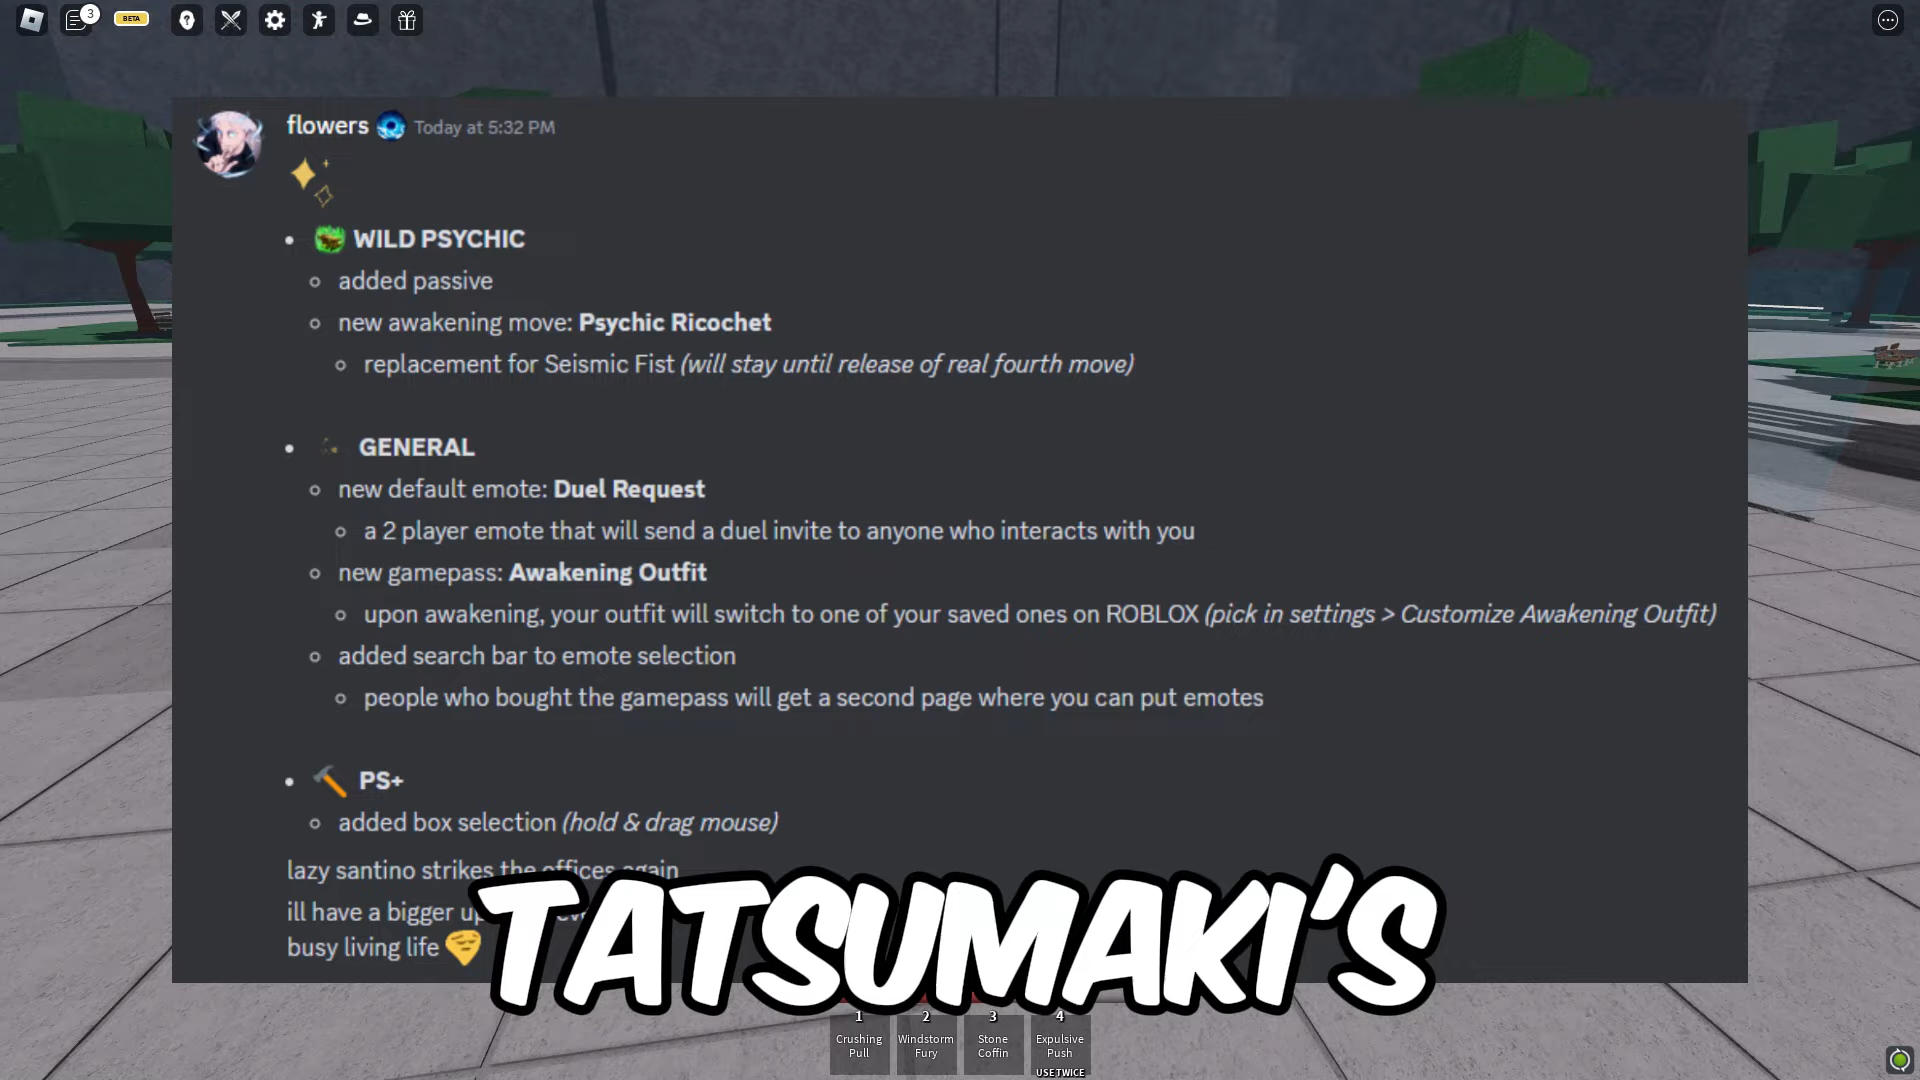 3
BETA
flowers Today at 5:32 PM
WILD PSYCHIC
added passive
new awakening move: Psychic Ricochet
replacement for Seismic Fist (will stay until release of real fourth move)
GENERAL
new default emote: Duel Request
a 2 player emote that will send a duel invite to anyone who interacts with you
new gamepass: Awakening Outfit
upon awakening, your outfit will switch to one of your saved ones on ROBLOX (pick in settings > Customize Awakening Outfit)
added search bar to emote selection
people who bought the gamepass will get a second page where you can put emotes
PS+
added box selection (hold & drag mouse)
lazy santino strikes the offices again
ill have a bigger
busy living life
TATSUMAKI'S
1 2 3 4
Crushing Pull
Windstorm Fury
Stone Coffin
Expulsive Push
USE TWICE